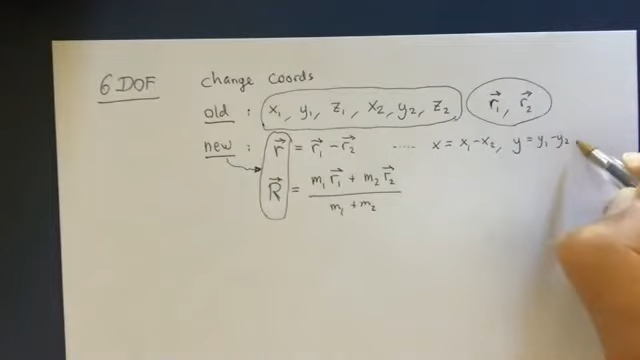 6 DOF change coords
old : x₁, y₁, z₁, x₂, y₂, z₂ r⃗₁, r⃗₂
new : r⃗ = r⃗₁ - r⃗₂ ..... x = x₁-x₂, y = y₁-y₂
R⃗ = (m₁ r⃗₁ + m₂ r⃗₂) / (m₁ + m₂)